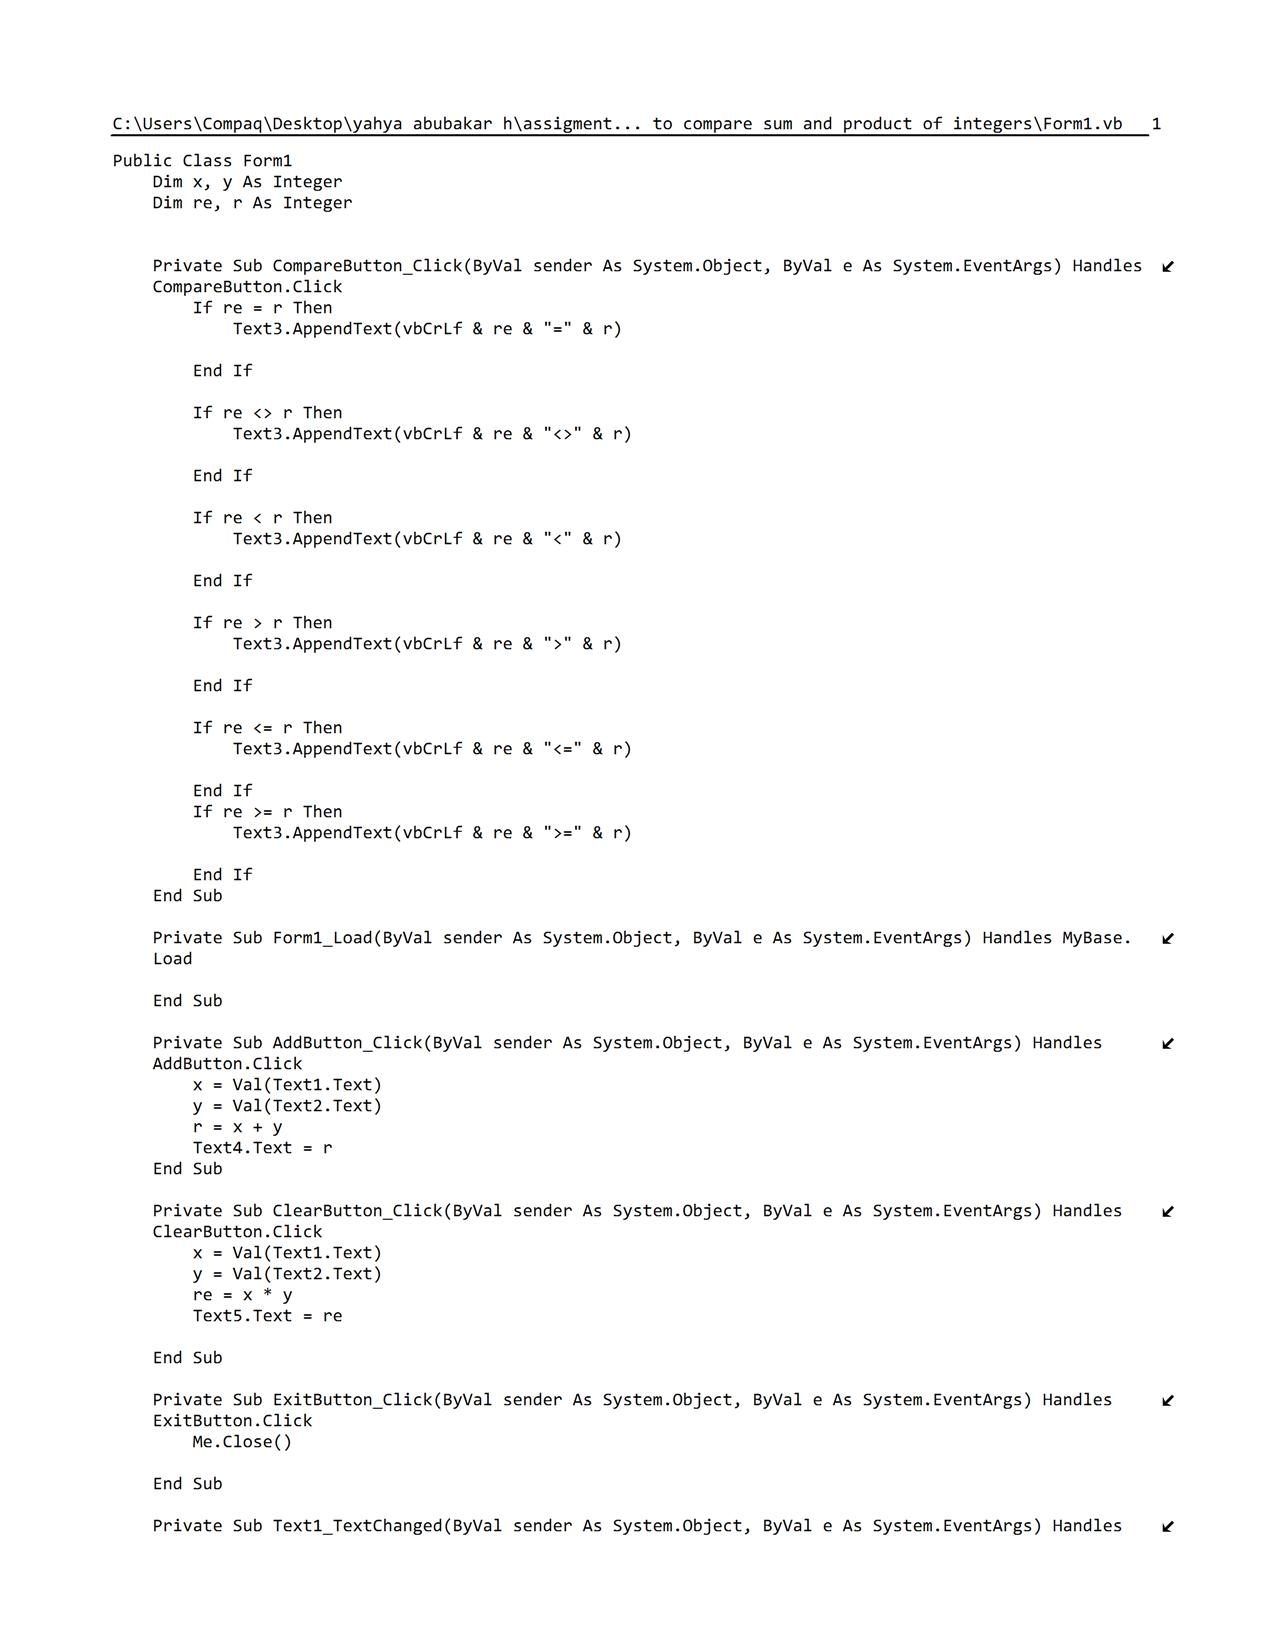 C:\Users\Compaq\Desktop\yahya abubakar h\assigment... to compare sum and product of integers\Form1.vb 1
Public Class Form1
    Dim x, y As Integer
    Dim re, r As Integer
    Private Sub CompareButton_Click(ByVal sender As System.Object, ByVal e As System.EventArgs) Handles
    CompareButton.Click
        If re = r Then
            Text3.AppendText(vbCrLf & re & "=" & r)
        End If
        If re <> r Then
            Text3.AppendText(vbCrLf & re & "<>" & r)
        End If
        If re < r Then
            Text3.AppendText(vbCrLf & re & "<" & r)
        End If
        If re > r Then
            Text3.AppendText(vbCrLf & re & ">" & r)
        End If
        If re <= r Then
            Text3.AppendText(vbCrLf & re & "<=" & r)
        End If
        If re >= r Then
            Text3.AppendText(vbCrLf & re & ">=" & r)
        End If
    End Sub
    Private Sub Form1_Load(ByVal sender As System.Object, ByVal e As System.EventArgs) Handles MyBase.
    Load
    End Sub
    Private Sub AddButton_Click(ByVal sender As System.Object, ByVal e As System.EventArgs) Handles
    AddButton.Click
        x = Val(Text1.Text)
        y = Val(Text2.Text)
        r = x + y
        Text4.Text = r
    End Sub
    Private Sub ClearButton_Click(ByVal sender As System.Object, ByVal e As System.EventArgs) Handles
    ClearButton.Click
        x = Val(Text1.Text)
        y = Val(Text2.Text)
        re = x * y
        Text5.Text = re
    End Sub
    Private Sub ExitButton_Click(ByVal sender As System.Object, ByVal e As System.EventArgs) Handles
    ExitButton.Click
        Me.Close()
    End Sub
    Private Sub Text1_TextChanged(ByVal sender As System.Object, ByVal e As System.EventArgs) Handles